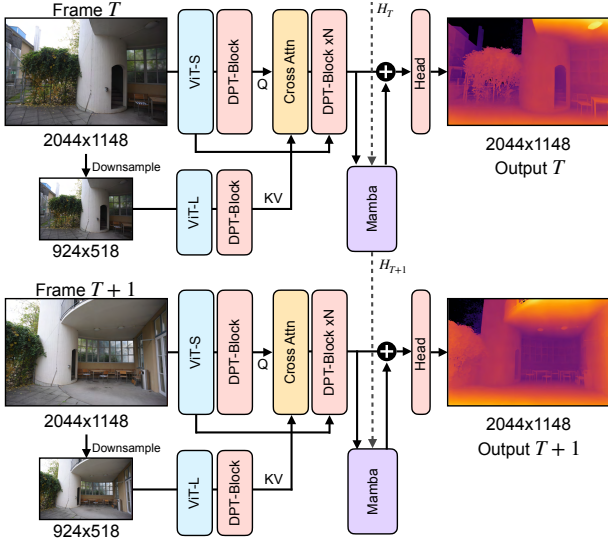 Frame T
ViT-S
DPT-Block
Q
Cross Attn
DPT-Block xN
H_T
Head
2044x1148
Downsample
924x518
ViT-L
DPT-Block
KV
Mamba
2044x1148
Output T
H_{T+1}
Frame T + 1
ViT-S
DPT-Block
Q
Cross Attn
DPT-Block xN
Head
2044x1148
Downsample
924x518
ViT-L
DPT-Block
KV
Mamba
2044x1148
Output T + 1